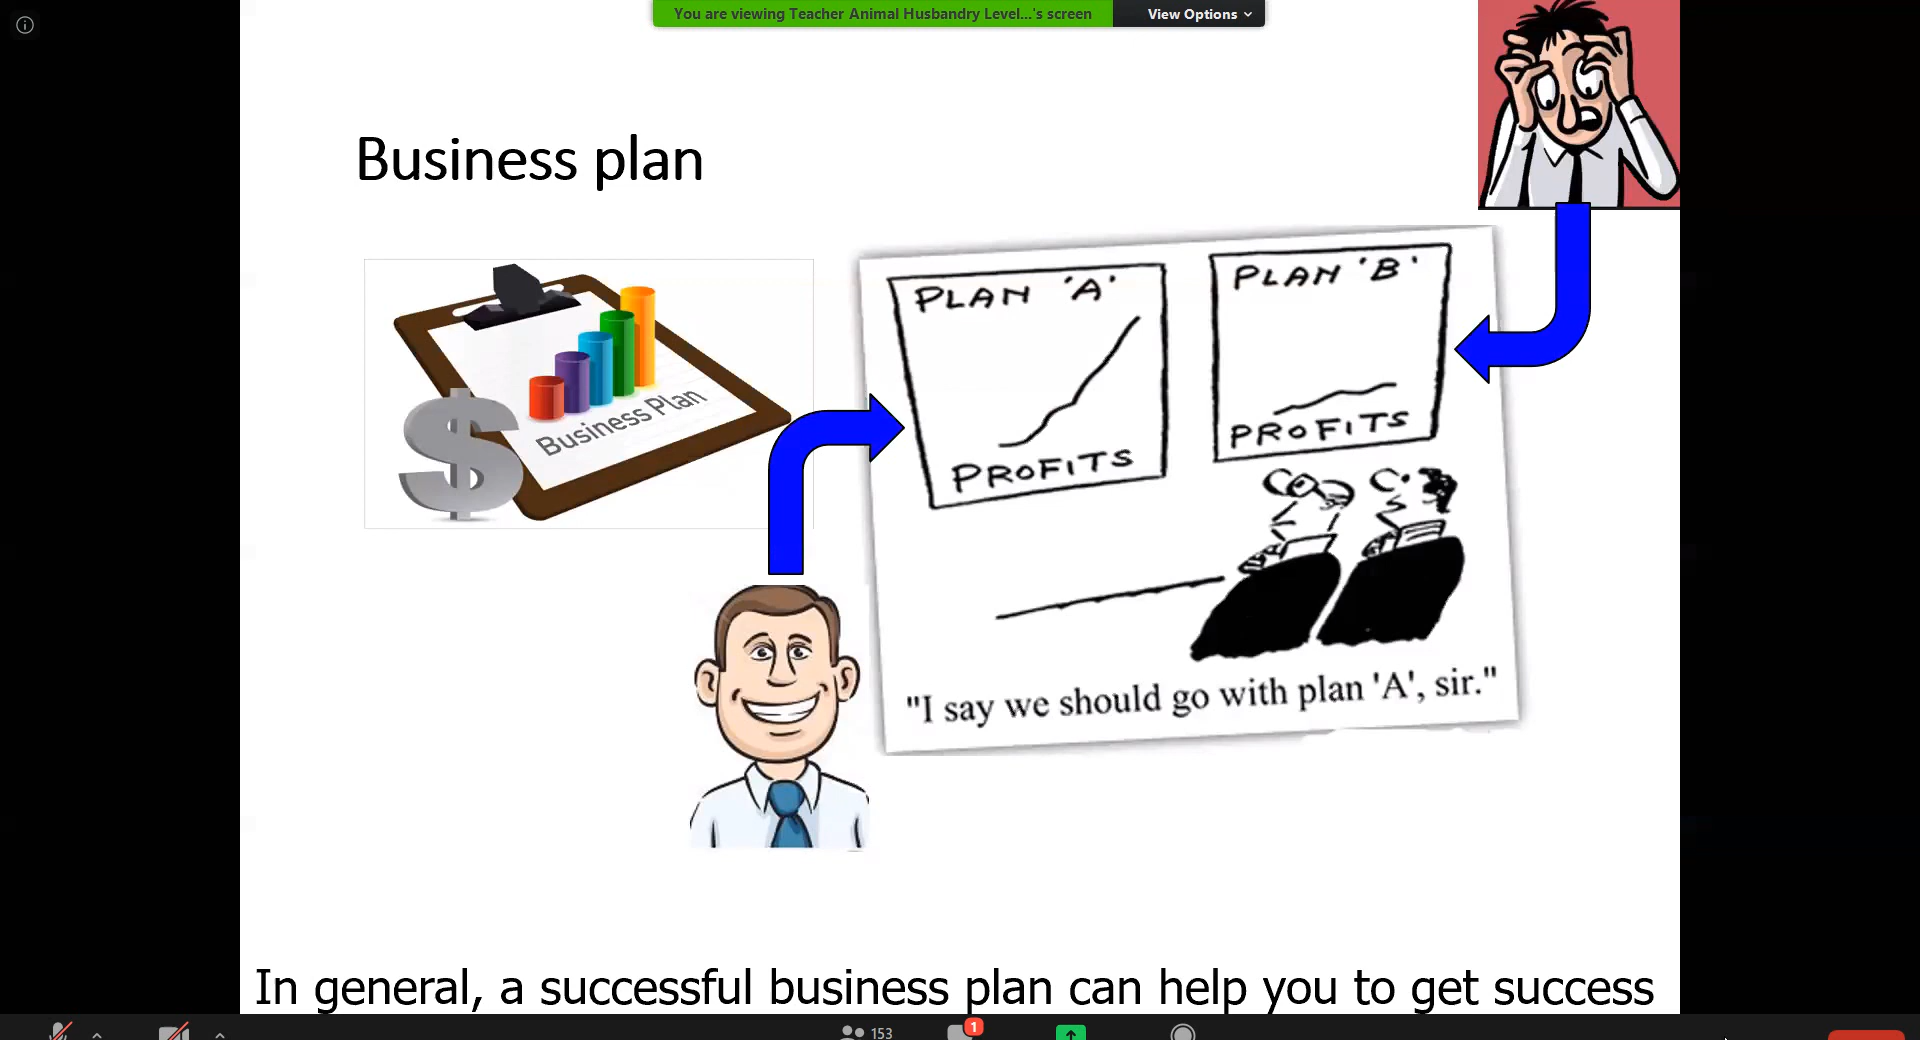 You are viewing Teacher Animal Husbandry Level...'s screen
View Options
Business plan
Business Plan
$
PLAN 'A'
PROFITS
PLAN 'B'
PROFITS
"I say we should go with plan 'A', sir."
In general, a successful business plan can help you to get success
153
1